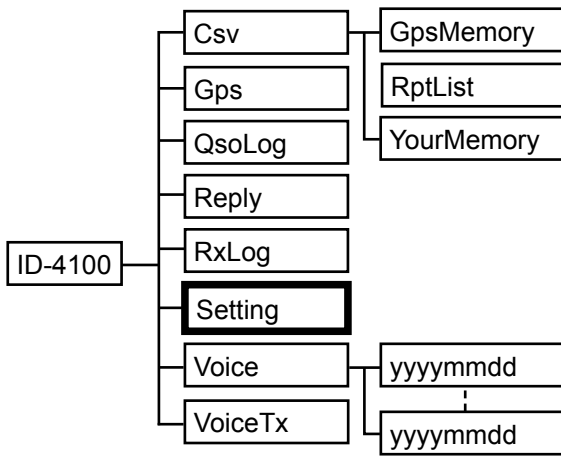 ID-4100
Csv
GpsMemory
RptList
YourMemory
Gps
QsoLog
Reply
RxLog
Setting
Voice
yyyymmdd
yyyymmdd
VoiceTx